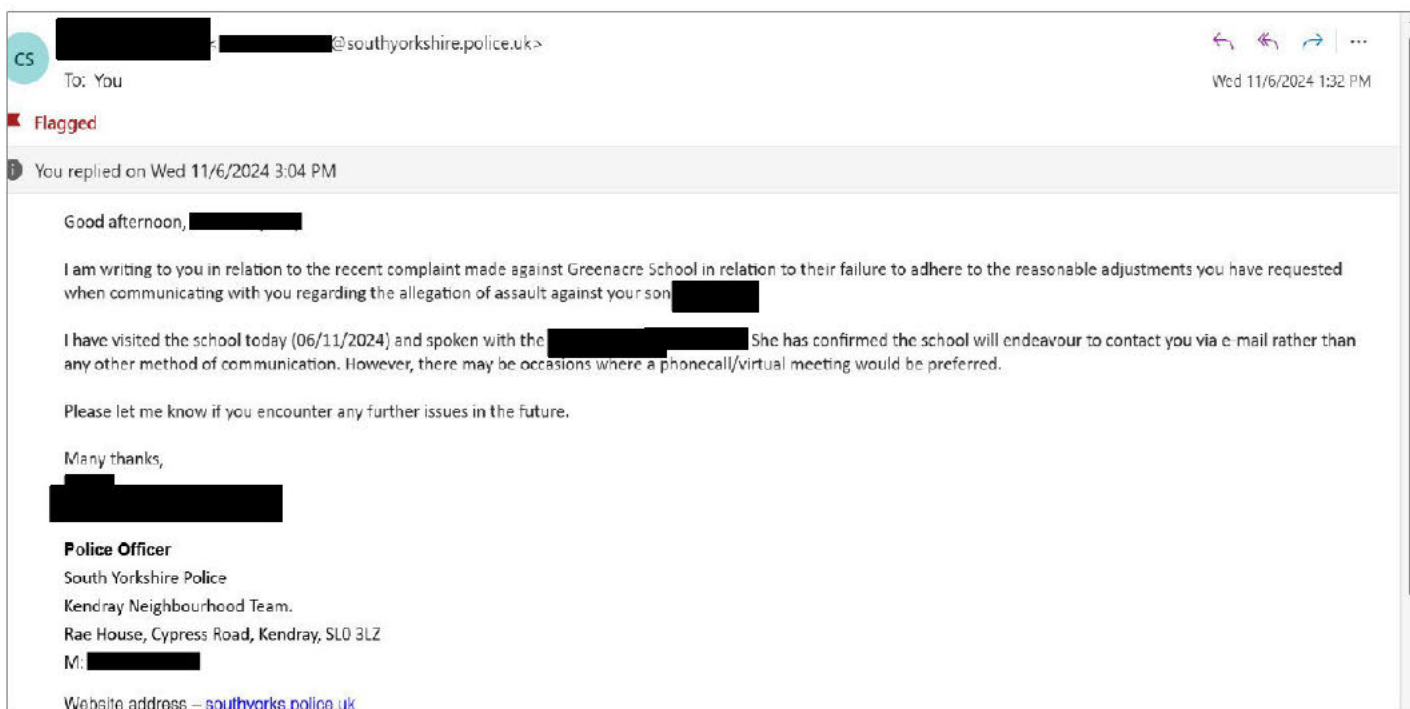 CS
< @southyorkshire.police.uk>
To: You
Wed 11/6/2024 1:32 PM
Flagged
You replied on Wed 11/6/2024 3:04 PM
Good afternoon,
I am writing to you in relation to the recent complaint made against Greenacre School in relation to their failure to adhere to the reasonable adjustments you have requested
when communicating with you regarding the allegation of assault against your son
I have visited the school today (06/11/2024) and spoken with the She has confirmed the school will endeavour to contact you via e-mail rather than
any other method of communication. However, there may be occasions where a phonecall/virtual meeting would be preferred.
Please let me know if you encounter any further issues in the future.
Many thanks,
Police Officer
South Yorkshire Police
Kendray Neighbourhood Team.
Rae House, Cypress Road, Kendray, SL0 3LZ
M:
Website address – southyorks.police.uk